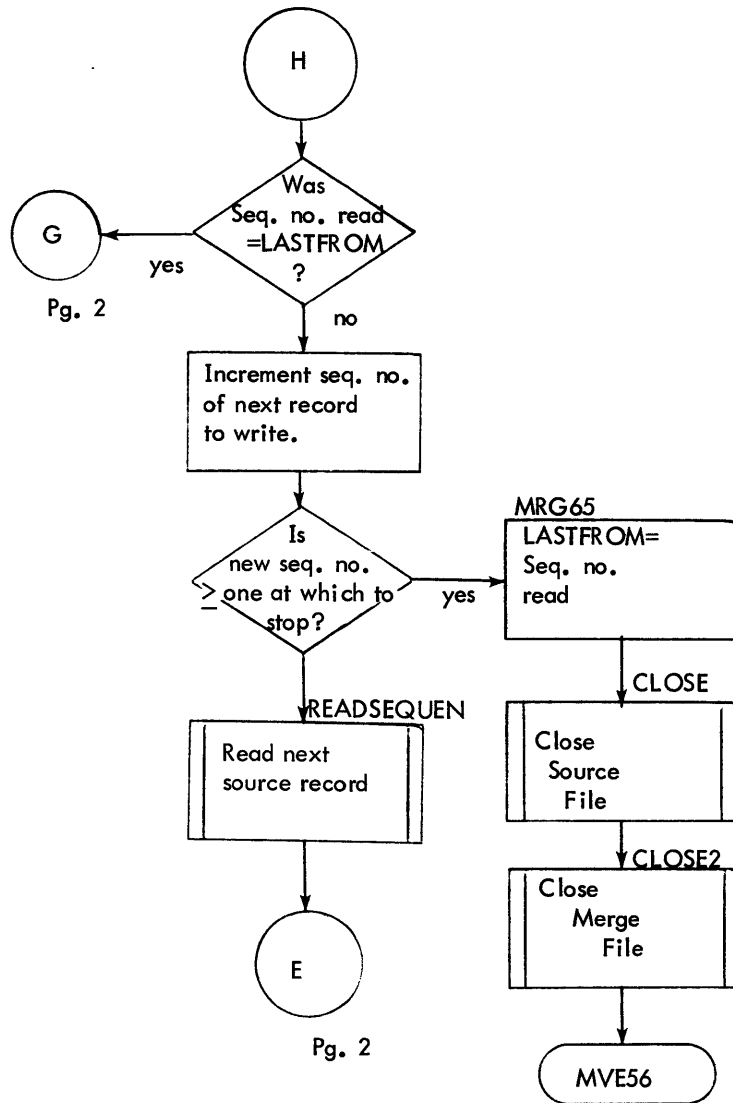 H
Was
Seq. no. read
=LASTFROM
?
G
yes
Pg. 2
no
Increment seq. no.
of next record
to write.
Is
new seq. no.
≥ one at which to
stop?
yes
MRG65
LASTFROM=
Seq. no.
read
READSEQUEN
Read next
source record
CLOSE
Close
Source
File
CLOSE2
Close
Merge
File
E
Pg. 2
MVE56